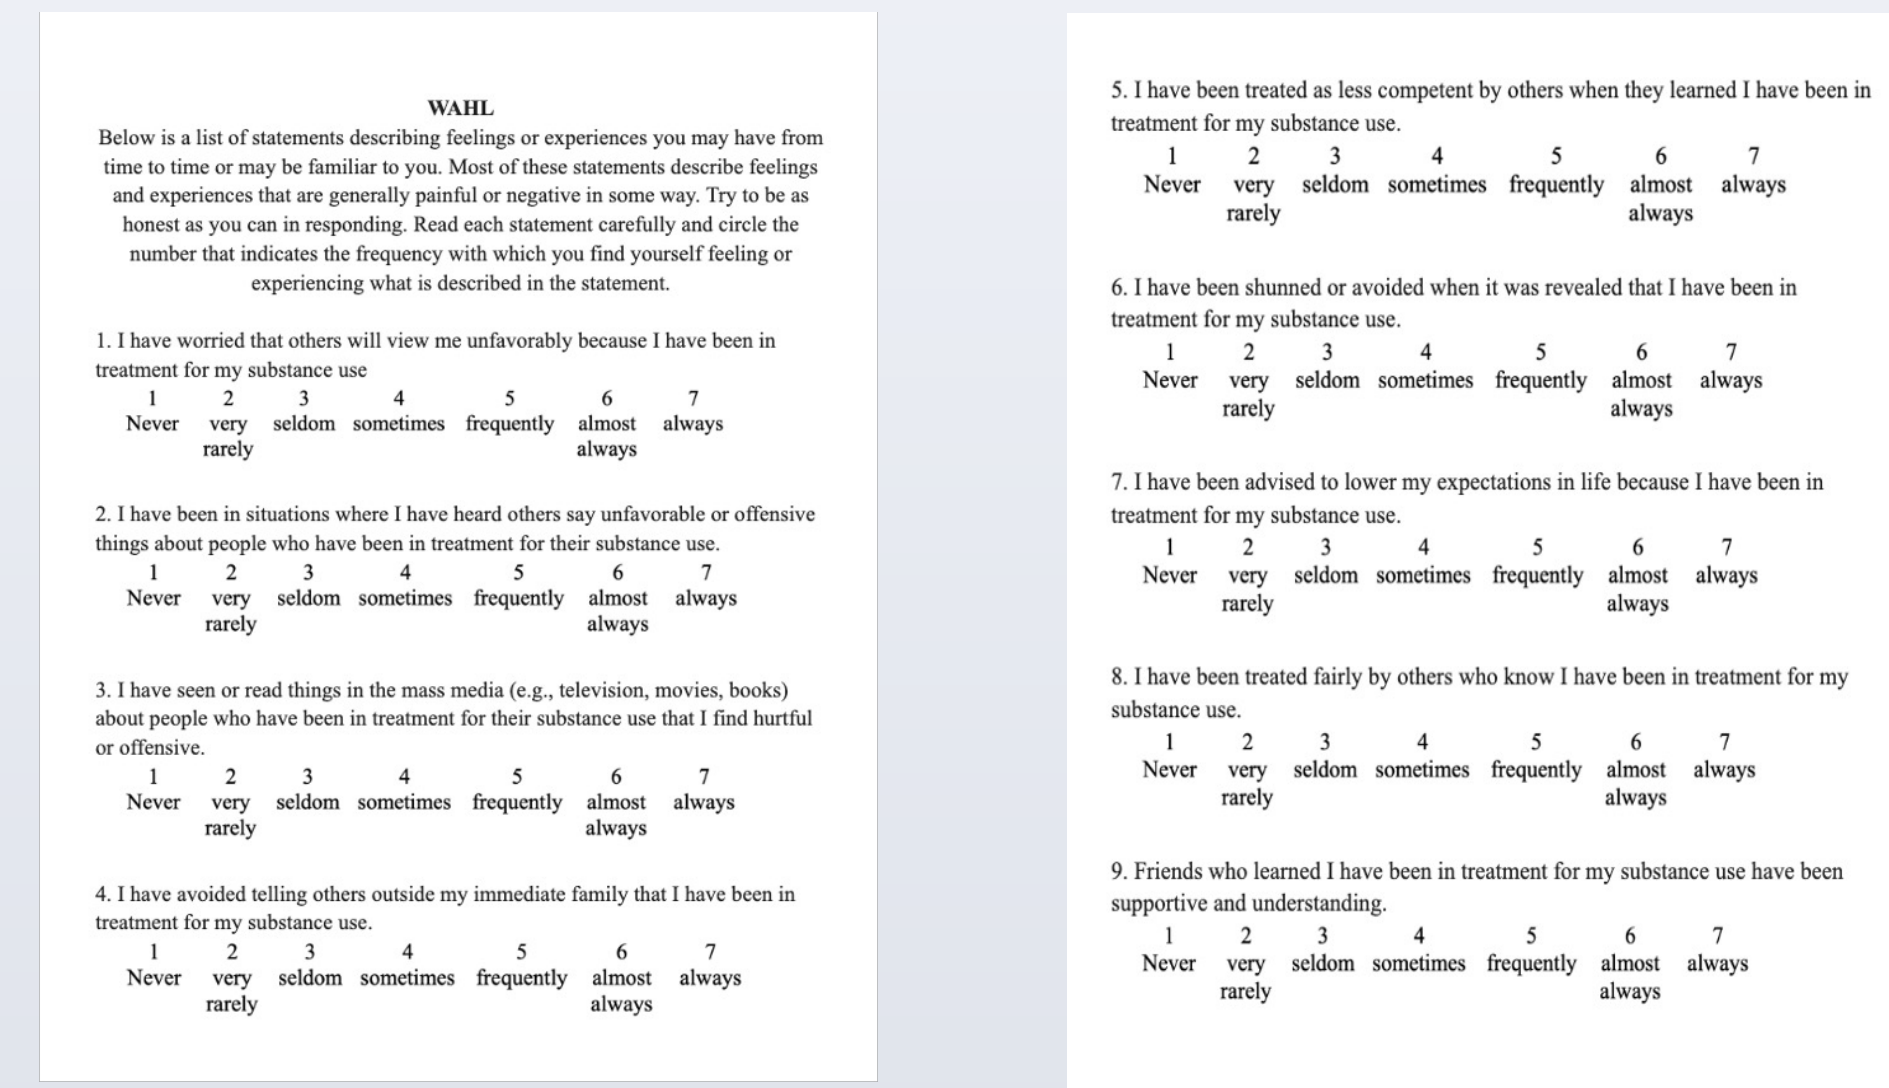 WAHL
Below is a list of statements describing feelings or experiences you may have from
time to time or may be familiar to you. Most of these statements describe feelings
and experiences that are generally painful or negative in some way. Try to be as
honest as you can in responding. Read each statement carefully and circle the
number that indicates the frequency with which you find yourself feeling or
experiencing what is described in the statement.
1. I have worried that others will view me unfavorably because I have been in
treatment for my substance use
1 2 3 4 5 6 7
Never very seldom sometimes frequently almost always
rarely always
2. I have been in situations where I have heard others say unfavorable or offensive
things about people who have been in treatment for their substance use.
1 2 3 4 5 6 7
Never very seldom sometimes frequently almost always
rarely always
3. I have seen or read things in the mass media (e.g., television, movies, books)
about people who have been in treatment for their substance use that I find hurtful
or offensive.
1 2 3 4 5 6 7
Never very seldom sometimes frequently almost always
rarely always
4. I have avoided telling others outside my immediate family that I have been in
treatment for my substance use.
1 2 3 4 5 6 7
Never very seldom sometimes frequently almost always
rarely always
5. I have been treated as less competent by others when they learned I have been in
treatment for my substance use.
1 2 3 4 5 6 7
Never very seldom sometimes frequently almost always
rarely always
6. I have been shunned or avoided when it was revealed that I have been in
treatment for my substance use.
1 2 3 4 5 6 7
Never very seldom sometimes frequently almost always
rarely always
7. I have been advised to lower my expectations in life because I have been in
treatment for my substance use.
1 2 3 4 5 6 7
Never very seldom sometimes frequently almost always
rarely always
8. I have been treated fairly by others who know I have been in treatment for my
substance use.
1 2 3 4 5 6 7
Never very seldom sometimes frequently almost always
rarely always
9. Friends who learned I have been in treatment for my substance use have been
supportive and understanding.
1 2 3 4 5 6 7
Never very seldom sometimes frequently almost always
rarely always